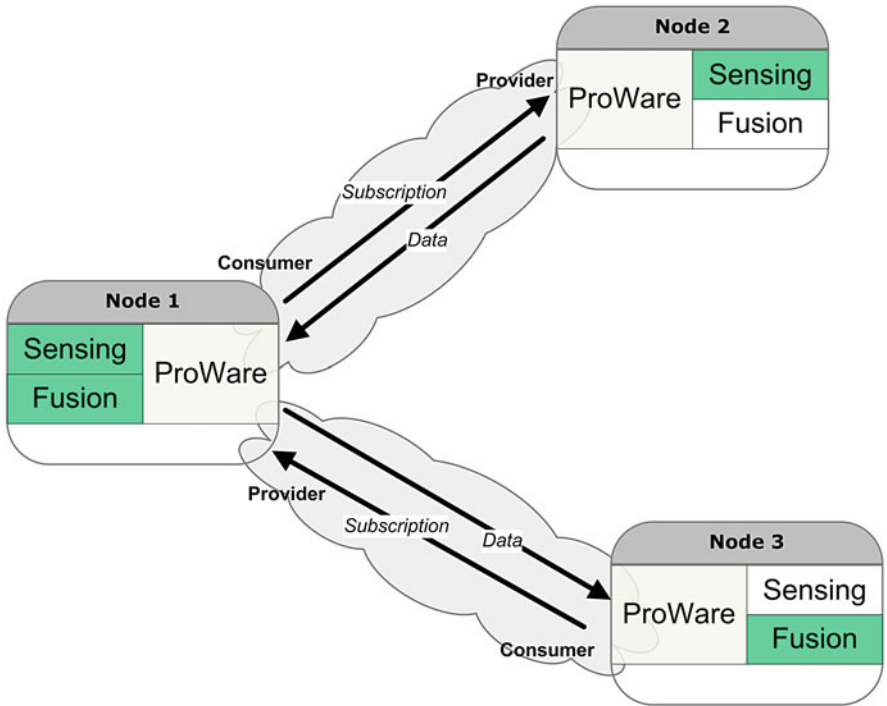 Node 2
Provider
ProWare
Sensing
Fusion
Subscription
Data
Consumer
Node 1
Sensing
Fusion
ProWare
Provider
Subscription
Data
Consumer
Node 3
ProWare
Sensing
Fusion